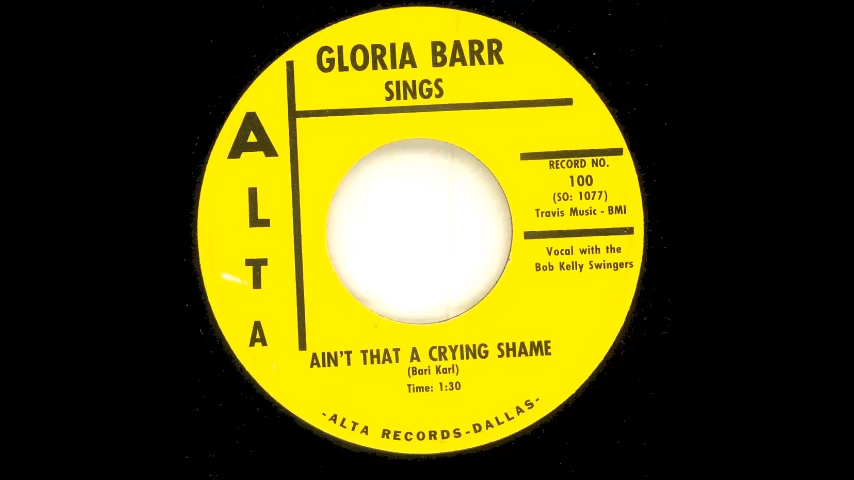 GLORIA BARR
SINGS
ALTA
RECORD NO.
100
(SO: 1077)
Travis Music - BMI
Vocal with the
Bob Kelly Swingers
AIN'T THAT A CRYING SHAME
(Bari Karl)
Time: 1:30
-ALTA RECORDS-DALLAS-